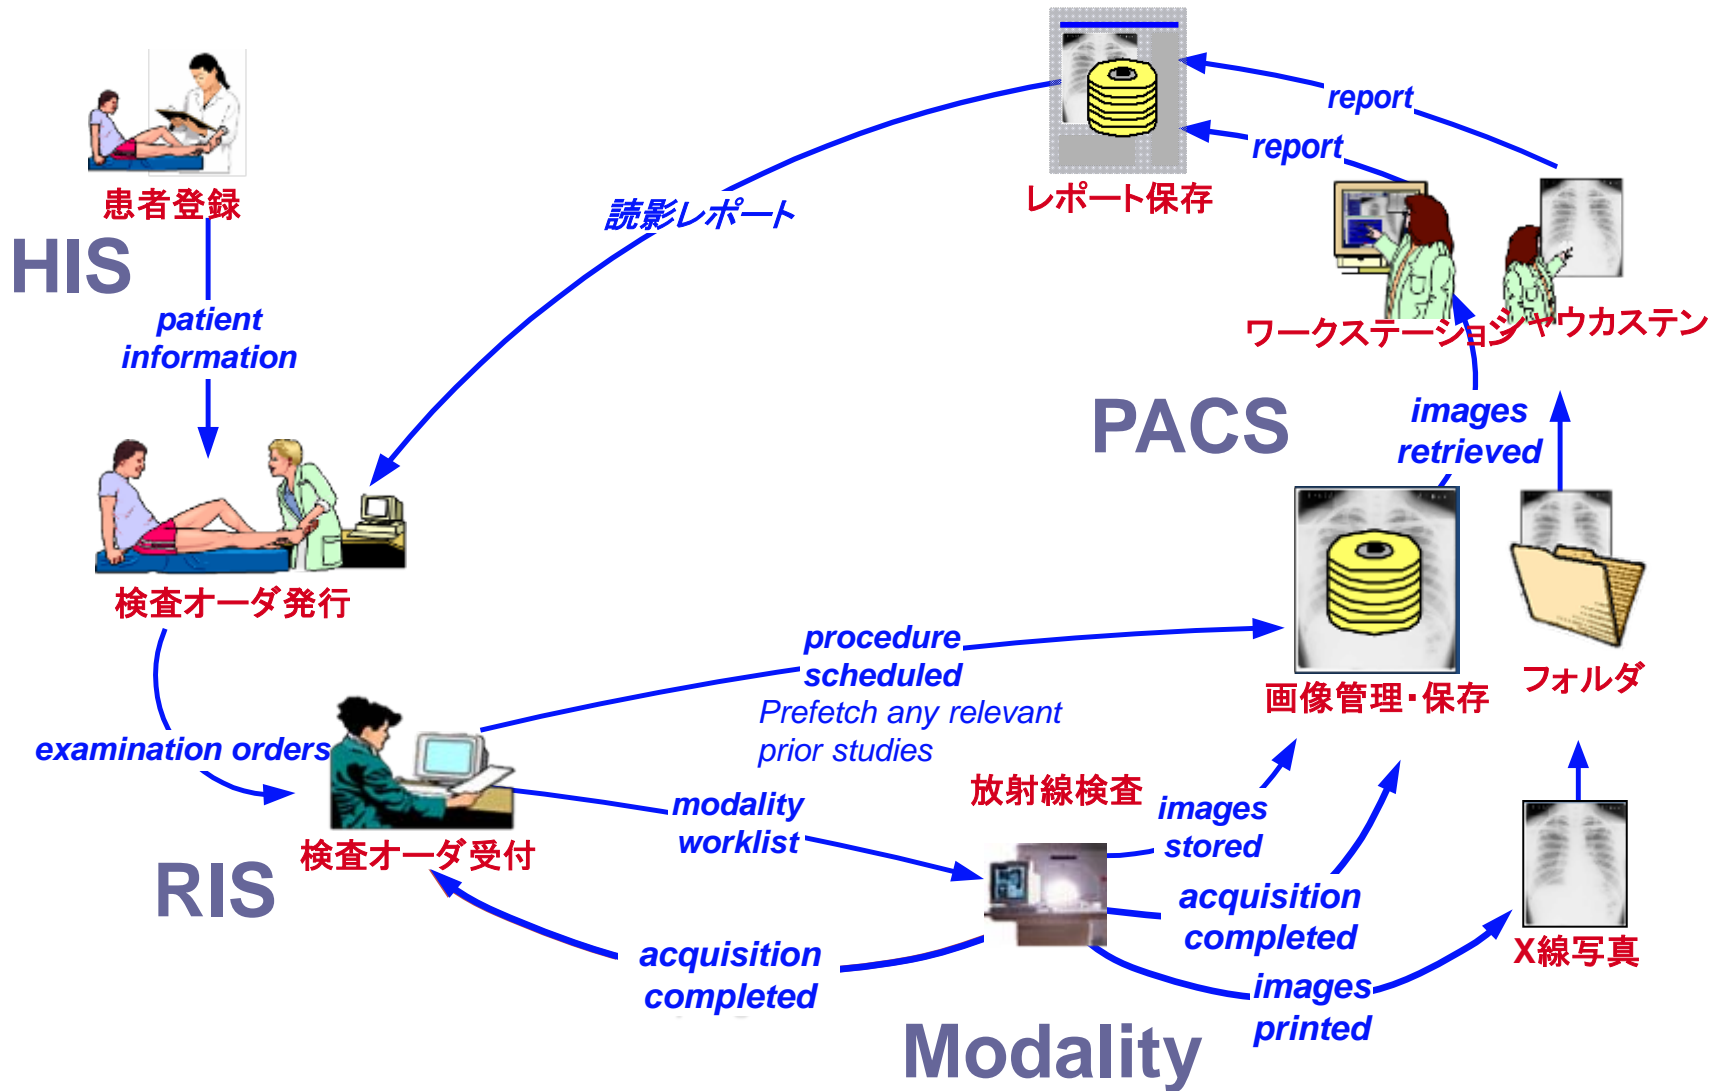 患者登録
HIS
patient
information
検査オーダ発行
examination orders
検査オーダ受付
RIS
procedure
scheduled
Prefetch any relevant
prior studies
modality
worklist
acquisition
completed
放射線検査
Modality
images
stored
acquisition
completed
images
printed
X線写真
フォルダ
画像管理・保存
PACS
images
retrieved
ワークステーション
シャウカステン
report
report
レポート保存
読影レポート